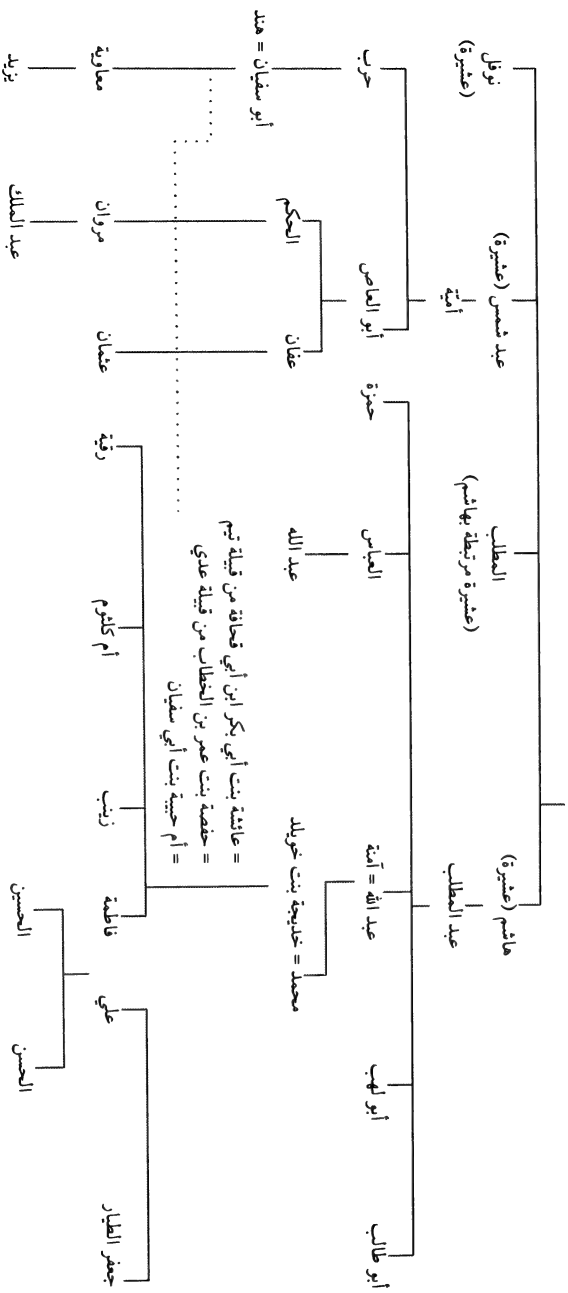 هاشم (عشيرة)
المطلب
(عشيرة مرتبطة بهاشم)
عبد شمس (عشيرة)
نوفل
(عشيرة)
عبد المطلب
أمية
أبو طالب
أبو لهب
عبد الله = آمنة
العباس
حمزة
أبو العاص
حرب
محمد = خديجة بنت خويلد
عبد الله
عفان
الحكم
أبو سفيان = هند
= عائشة بنت أبي بكر ابن أبي قحافة من قبيلة تيم
= حفصة بنت عمر بن الخطاب من قبيلة عدي
= أم حبيبة بنت أبي سفيان
جعفر الطيار
علي
فاطمة
زينب
أم كلثوم
رقية
عثمان
مروان
معاوية
الحسن
الحسين
عبد الملك
يزيد